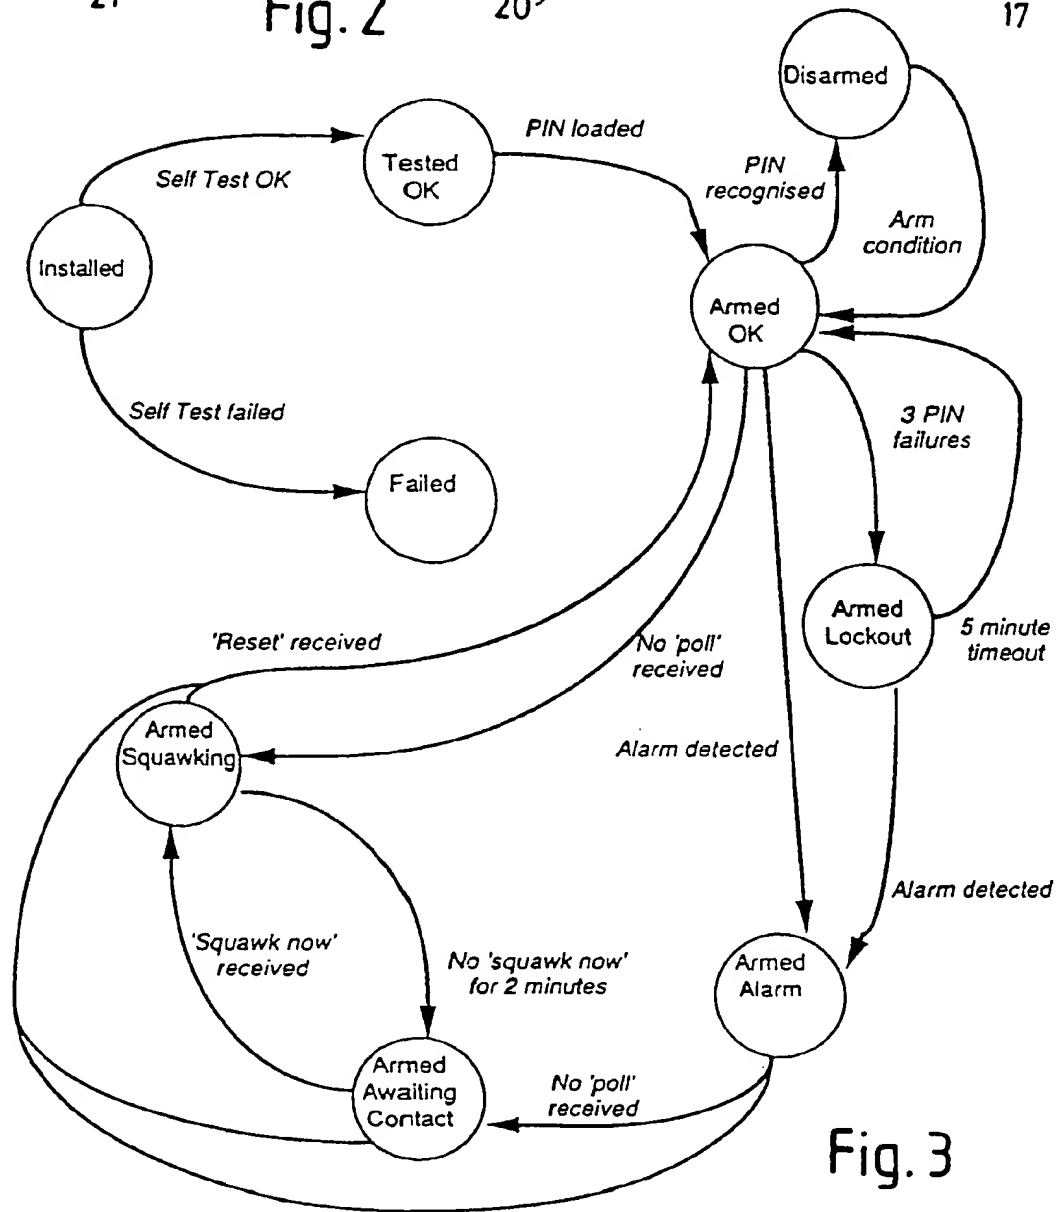 21
Fig. 2
20
17
Disarmed
PIN loaded
Tested
OK
Self Test OK
PIN
recognised
Arm
condition
Installed
Armed
OK
Self Test failed
3 PIN
failures
Failed
Armed
Lockout
5 minute
timeout
'Reset' received
No 'poll'
received
Armed
Squawking
Alarm detected
Alarm detected
'Squawk now'
received
No 'squawk now'
for 2 minutes
Armed
Alarm
Armed
Awaiting
Contact
No 'poll'
received
Fig. 3